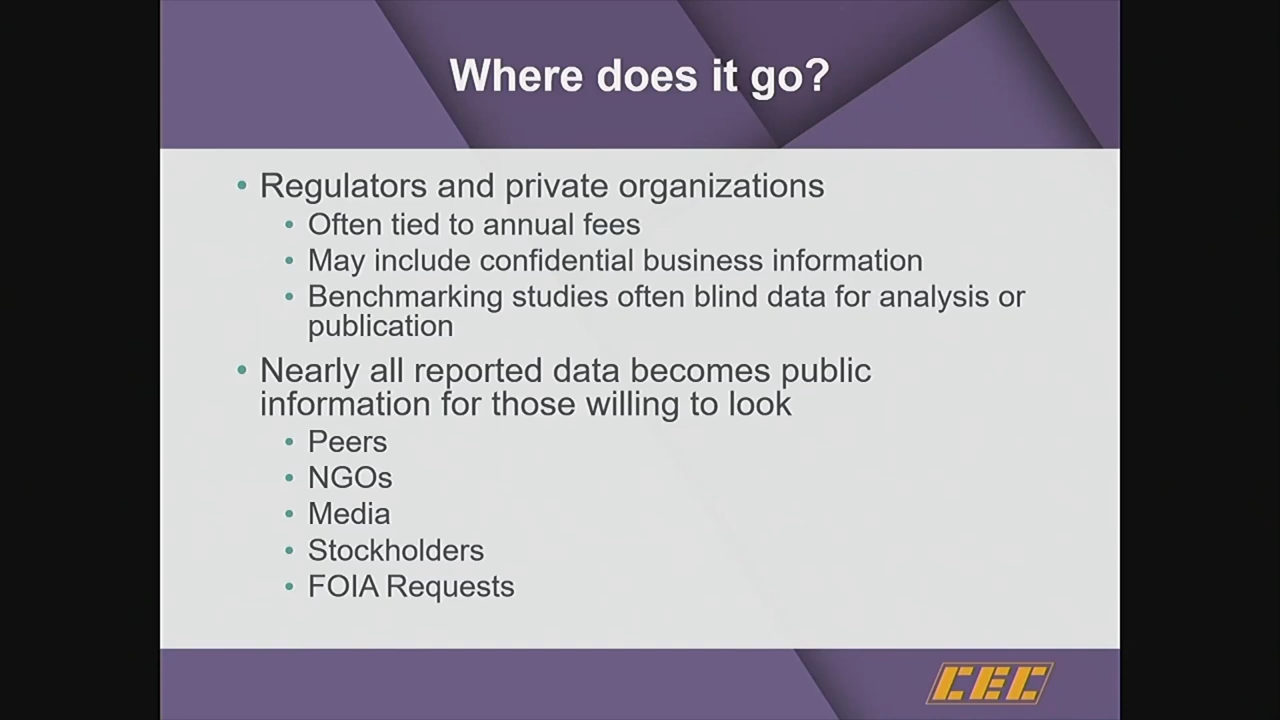 Where does it go?
• Regulators and private organizations
• Often tied to annual fees
• May include confidential business information
• Benchmarking studies often blind data for analysis or
publication
• Nearly all reported data becomes public
information for those willing to look
• Peers
• NGOs
• Media
• Stockholders
• FOIA Requests
CEC